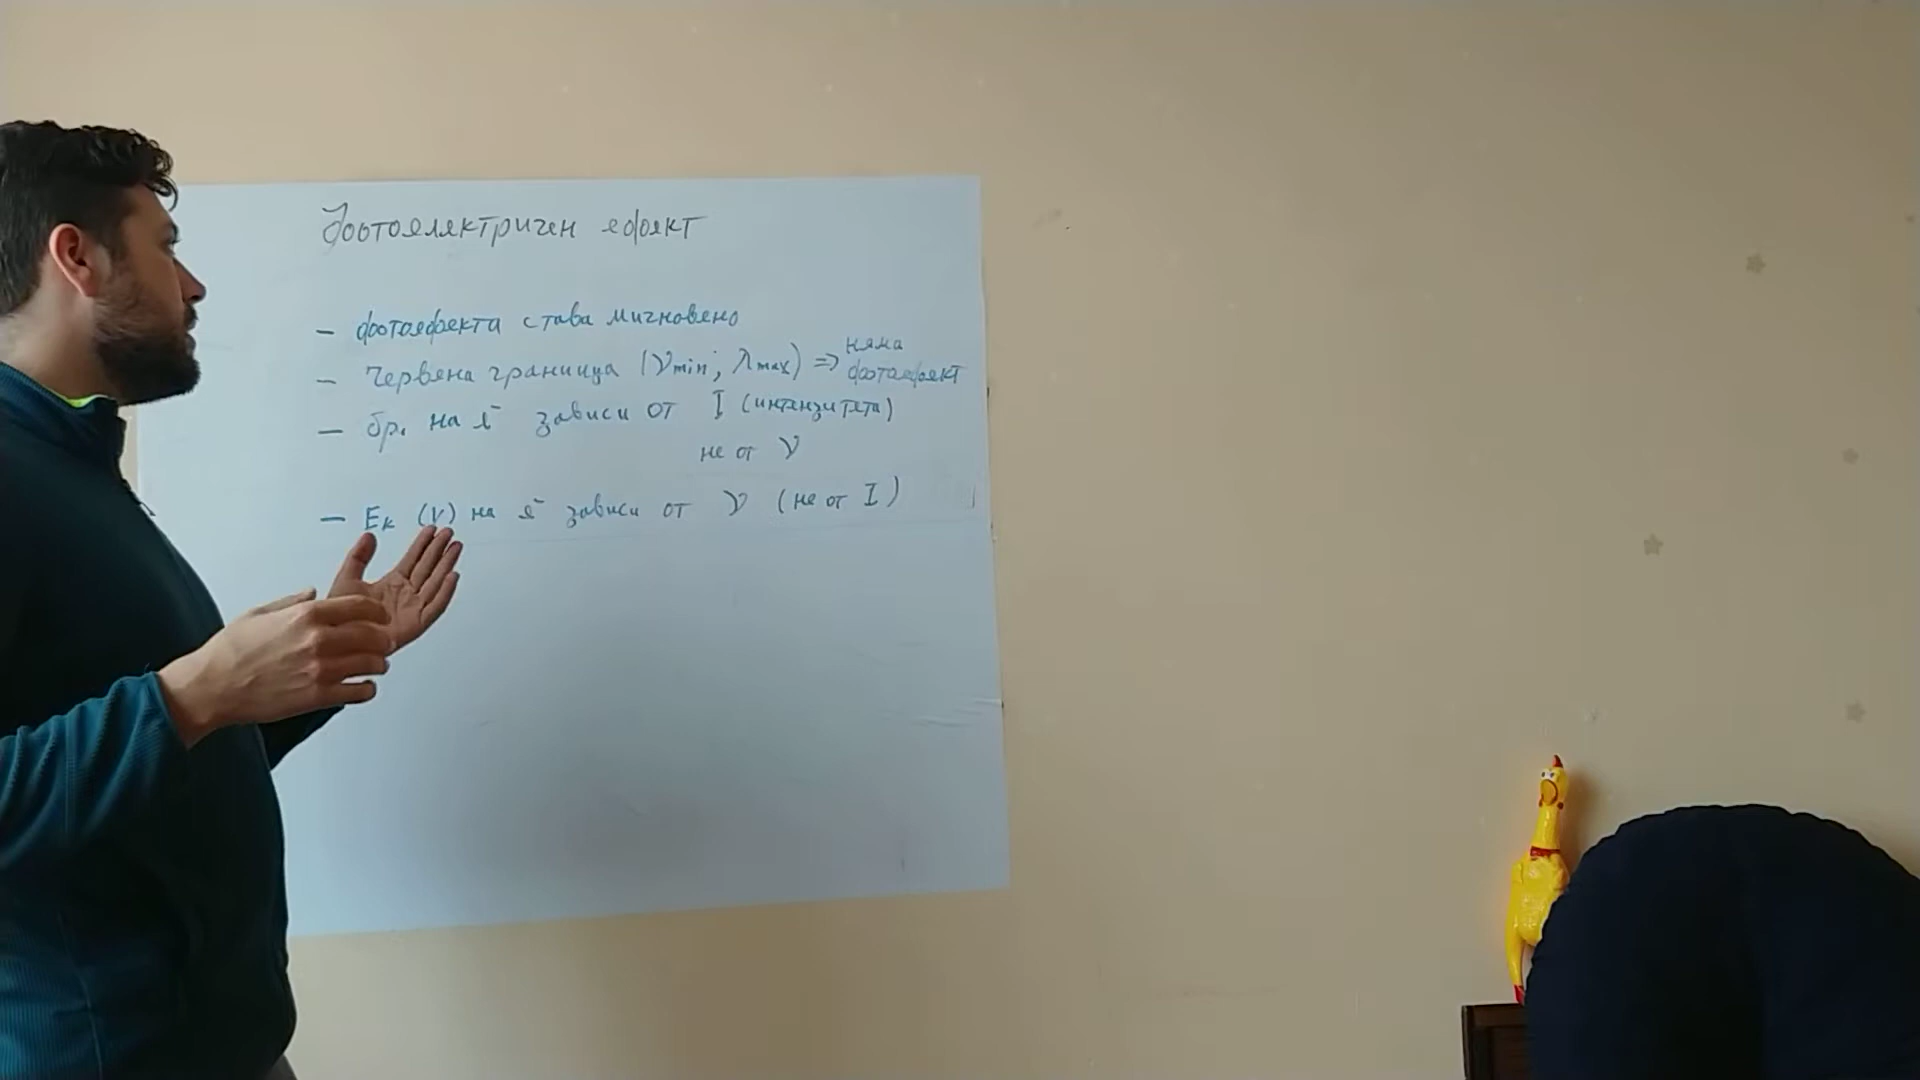 Фотоелектричен ефект
— фотоефекта става мигновено
— Червена граница (νmin; λmax) => няма фотоефект
— бр. на e⁻ зависи от I (интензитета)
не от ν
— Eк (V) на e⁻ зависи от ν (не от I)